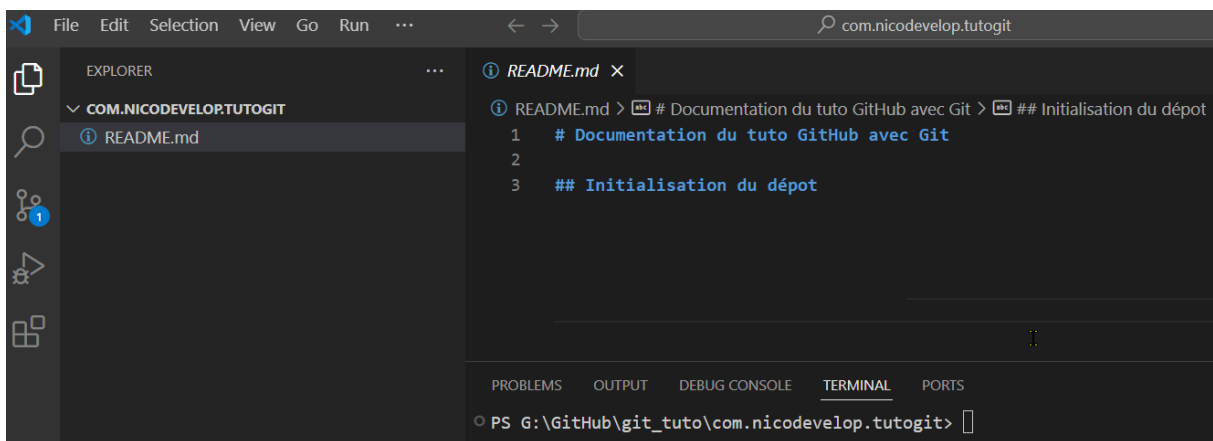 File Edit Selection View Go Run ···
com.nicodevelop.tutogit
EXPLORER ···
COM.NICODEVELOP.TUTOGIT
README.md
1
README.md
README.md > # Documentation du tuto GitHub avec Git > ## Initialisation du dépot
1 # Documentation du tuto GitHub avec Git
2
3 ## Initialisation du dépot
PROBLEMS OUTPUT DEBUG CONSOLE TERMINAL PORTS
PS G:\GitHub\git_tuto\com.nicodevelop.tutogit>